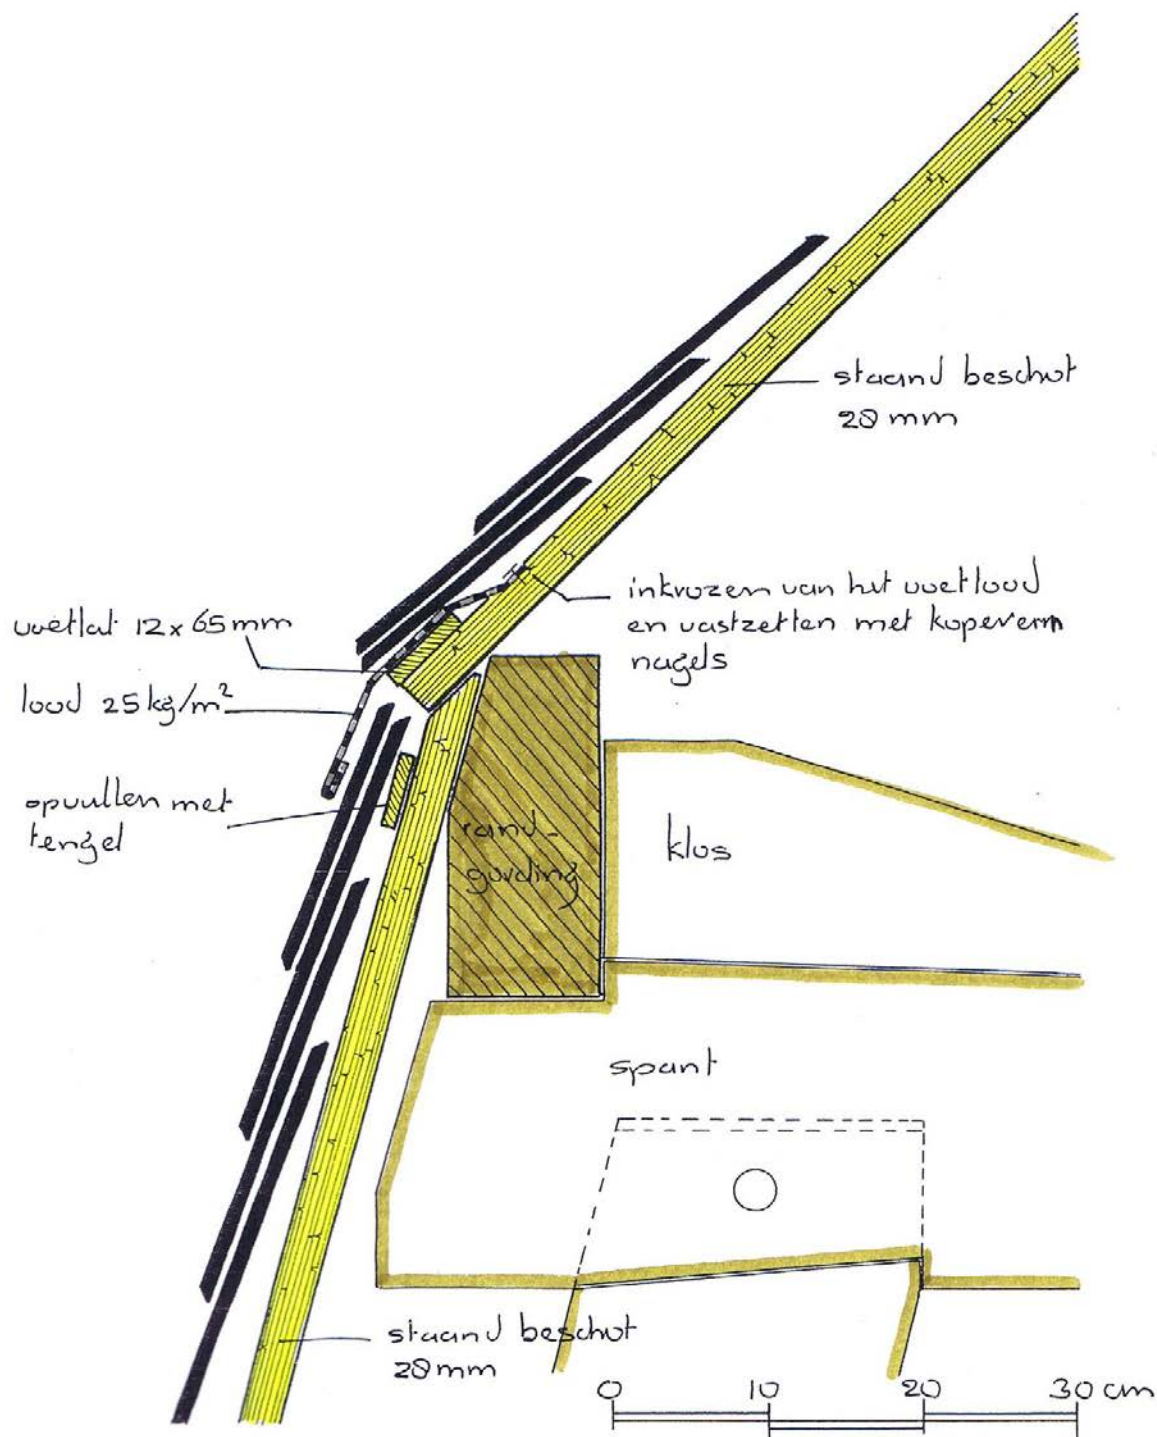 staand beschot
28 mm
inkrozen van het voetlood
en vastzetten met koperen
nagels
voetlat 12 x 65 mm
lood 25 kg/m²
opvullen met
tengel
rand-
gording
klos
spant
staand beschot
28 mm
0 10 20 30 cm